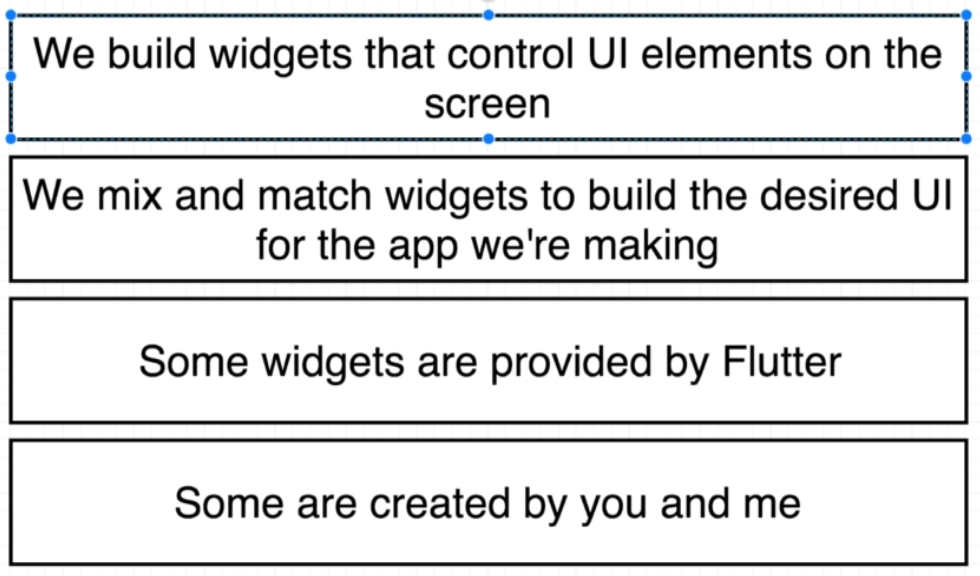 We build widgets that control UI elements on the
screen
We mix and match widgets to build the desired UI
for the app we're making
Some widgets are provided by Flutter
Some are created by you and me